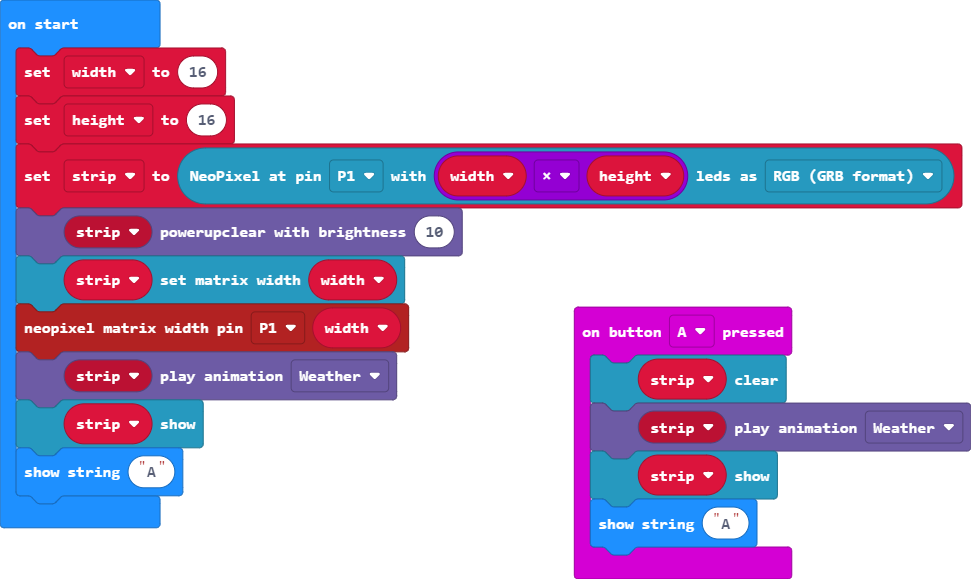 on start
set width to 16
set height to 16
set strip to NeoPixel at pin P1 with width × height leds as RGB (GRB format)
strip powerupclear with brightness 10
strip set matrix width width
neopixel matrix width pin P1 width
strip play animation Weather
strip show
show string "A"
on button A pressed
strip clear
strip play animation Weather
strip show
show string "A"